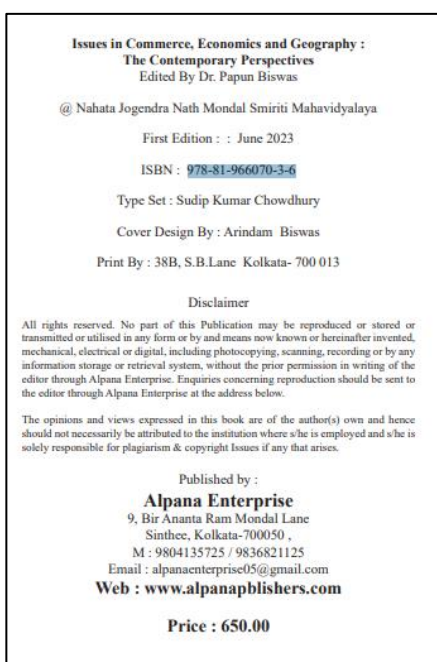 Issues in Commerce, Economics and Geography :
The Contemporary Perspectives
Edited By Dr. Papun Biswas
@ Nahata Jogendra Nath Mondal Smiriti Mahavidyalaya
First Edition : : June 2023
ISBN : 978-81-966070-3-6
Type Set : Sudip Kumar Chowdhury
Cover Design By : Arindam Biswas
Print By : 38B, S.B.Lane Kolkata- 700 013
Disclaimer
All rights reserved. No part of this Publication may be reproduced or stored or
transmitted or utilised in any form or by and means now known or hereinafter invented,
mechanical, electrical or digital, including photocopying, scanning, recording or by any
information storage or retrieval system, without the prior permission in writing of the
editor through Alpana Enterprise. Enquiries concerning reproduction should be sent to
the editor through Alpana Enterprise at the address below.
The opinions and views expressed in this book are of the author(s) own and hence
should not necessarily be attributed to the institution where s/he is employed and s/he is
solely responsible for plagiarism & copyright Issues if any that arises.
Published by :
Alpana Enterprise
9, Bir Ananta Ram Mondal Lane
Sinthee, Kolkata-700050 ,
M : 9804135725 / 9836821125
Email : alpanaenterprise05@gmail.com
Web : www.alpanapblishers.com
Price : 650.00